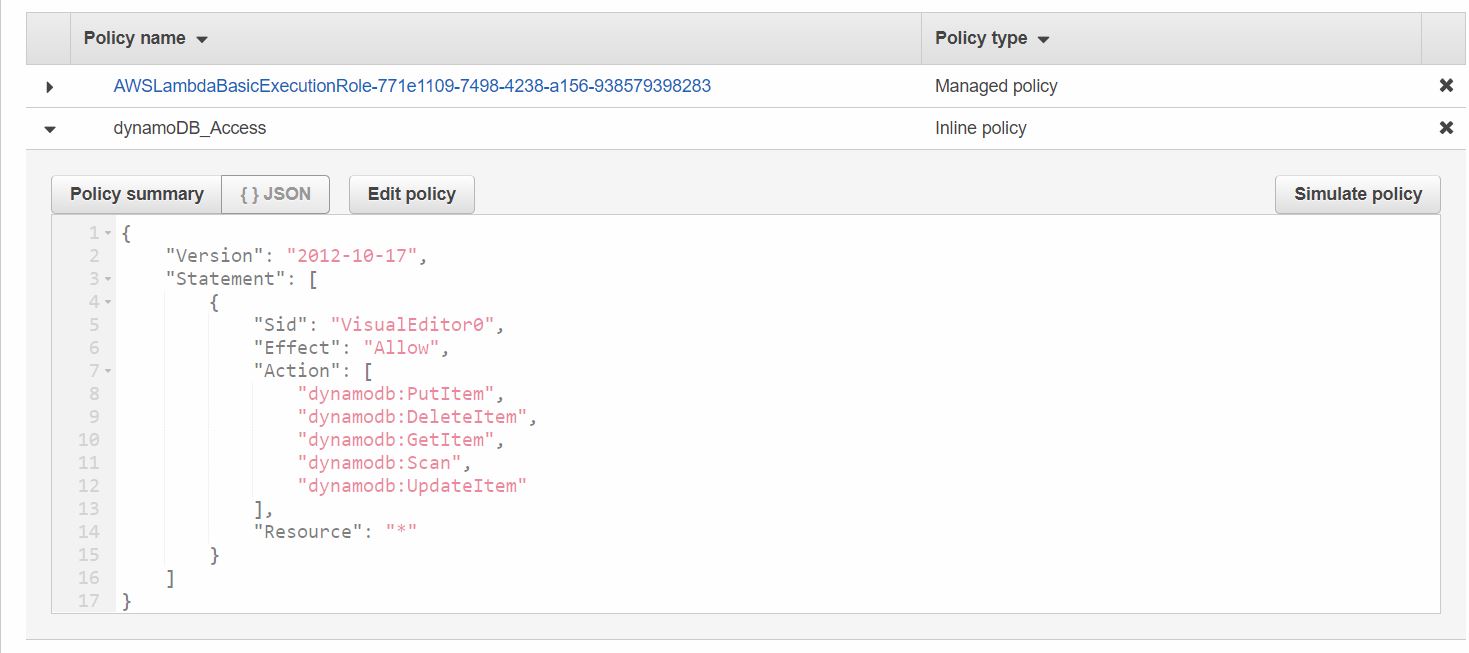 Policy name Policy type
AWSLambdaBasicExecutionRole-771e1109-7498-4238-a156-938579398283 Managed policy
dynamoDB_Access Inline policy
Policy summary { } JSON Edit policy Simulate policy
1 {
2 "Version": "2012-10-17",
3 "Statement": [
4 {
5 "Sid": "VisualEditor0",
6 "Effect": "Allow",
7 "Action": [
8 "dynamodb:PutItem",
9 "dynamodb:DeleteItem",
10 "dynamodb:GetItem",
11 "dynamodb:Scan",
12 "dynamodb:UpdateItem"
13 ],
14 "Resource": "*"
15 }
16 ]
17 }